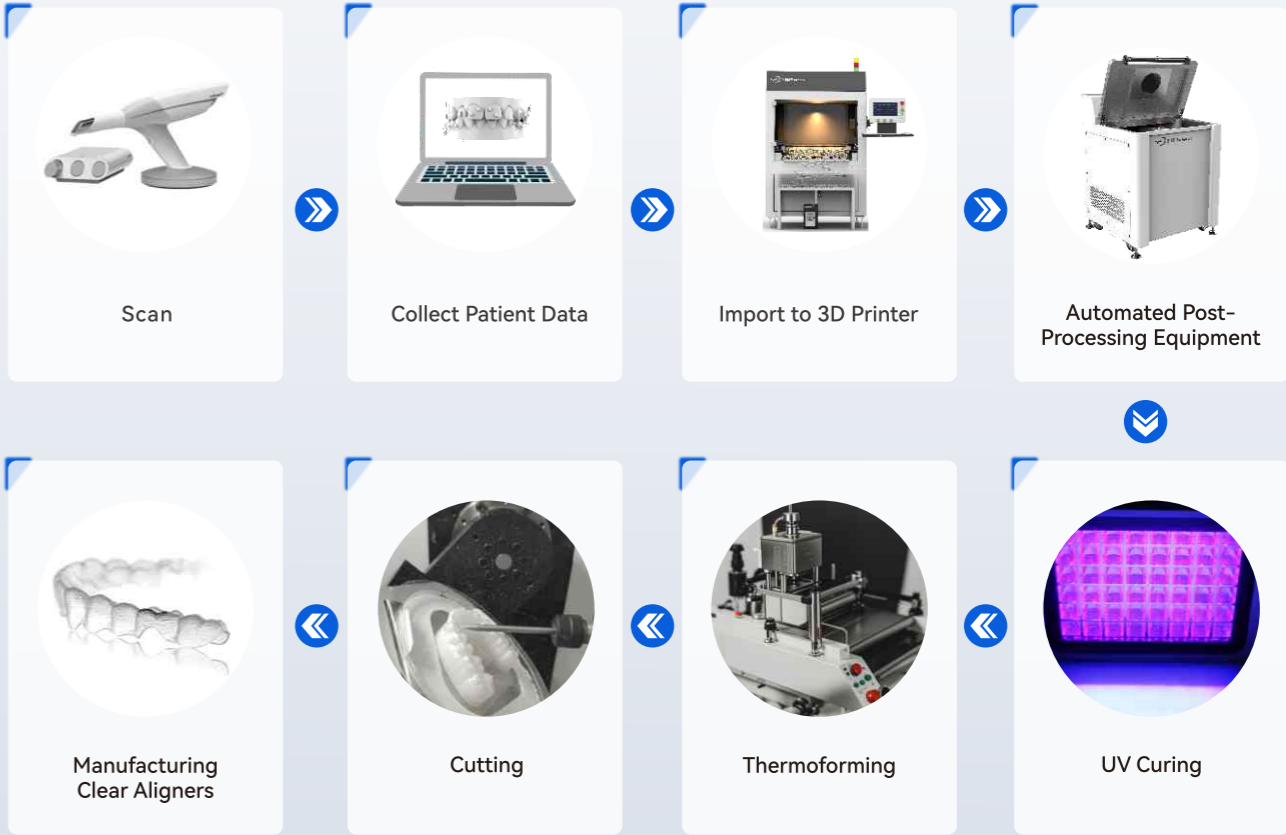 Scan
Collect Patient Data
Import to 3D Printer
Automated Post-
Processing Equipment
UV Curing
Thermoforming
Cutting
Manufacturing
Clear Aligners